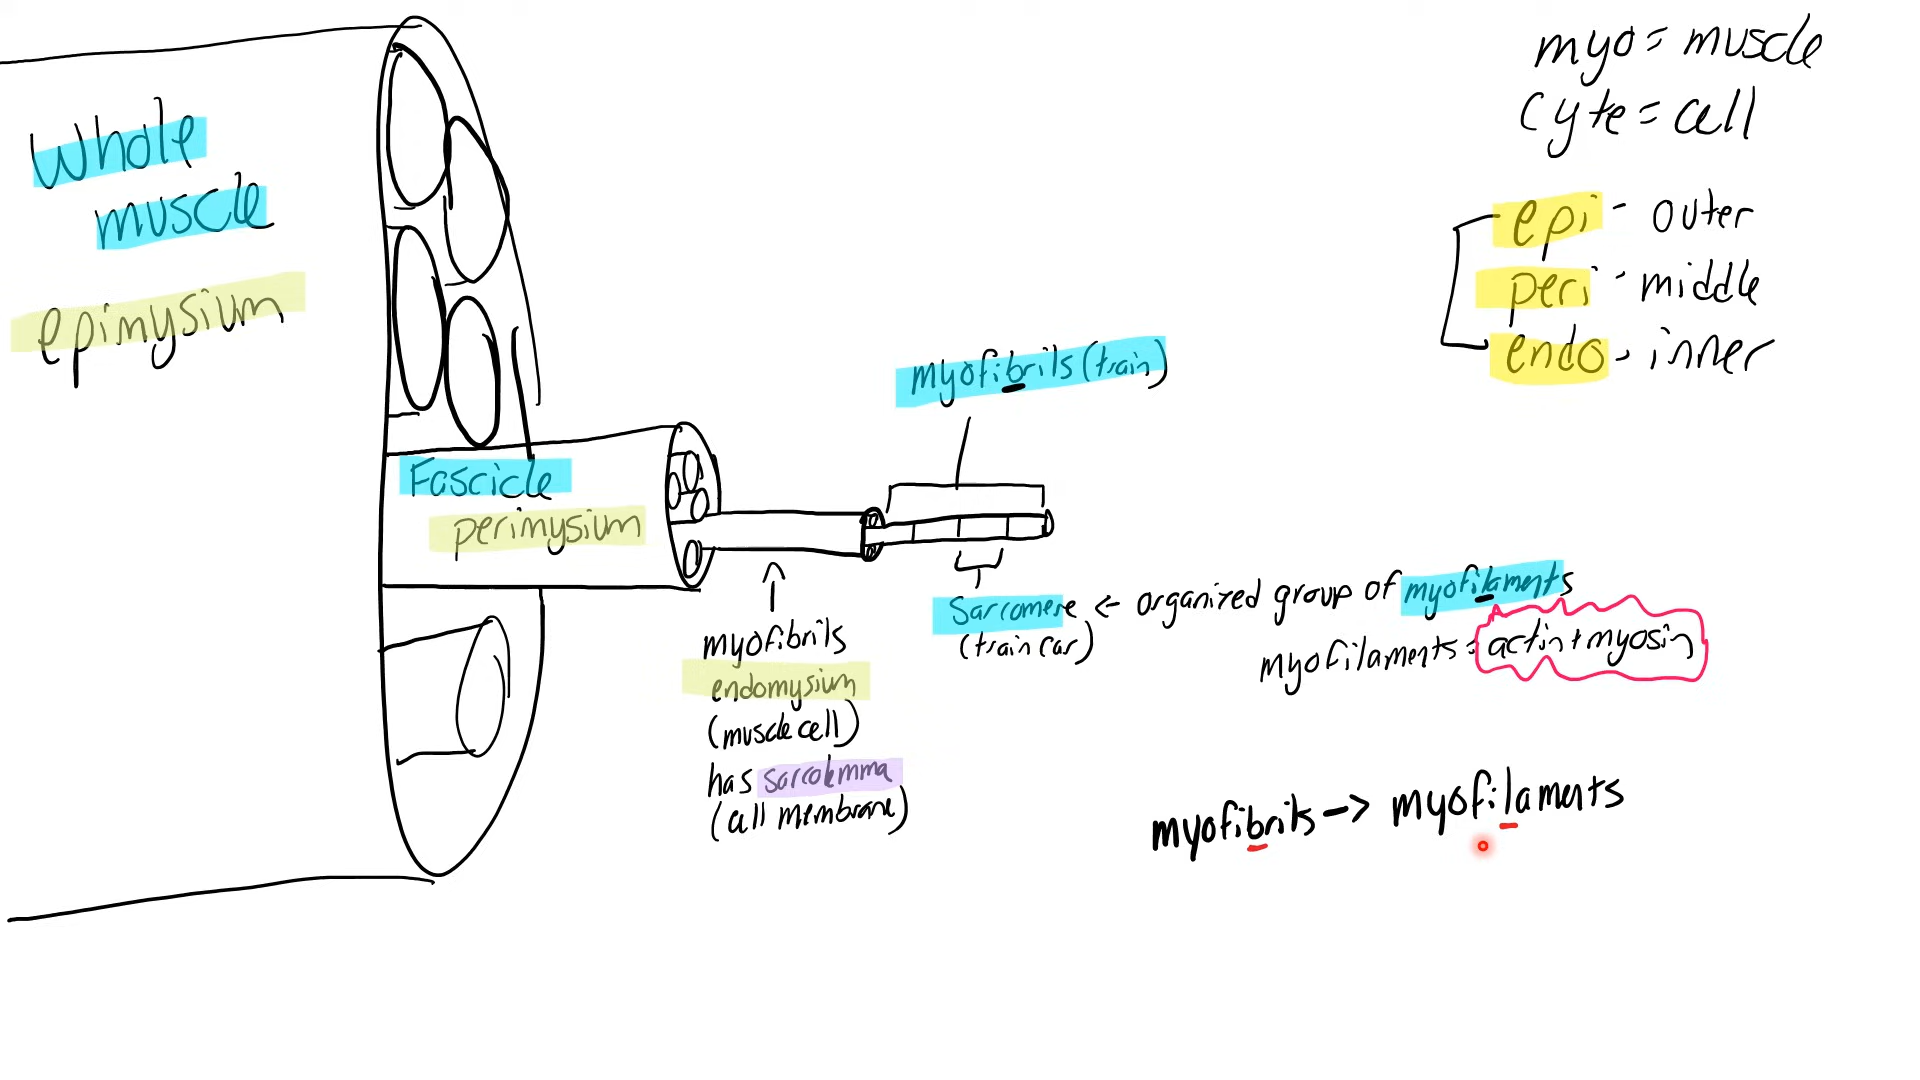 Whole
muscle
epimysium
Fascicle
perimysium
myofibrils
endomysium
(muscle cell)
has sarcolemma
(cell membrane)
myofibrils (train)
Sarcomere ← organized group of myofilaments
(train car)
myofilaments = actin + myosin
myofibrils -> myofilaments
myo = muscle
cyte = cell
epi - outer
peri - middle
endo - inner